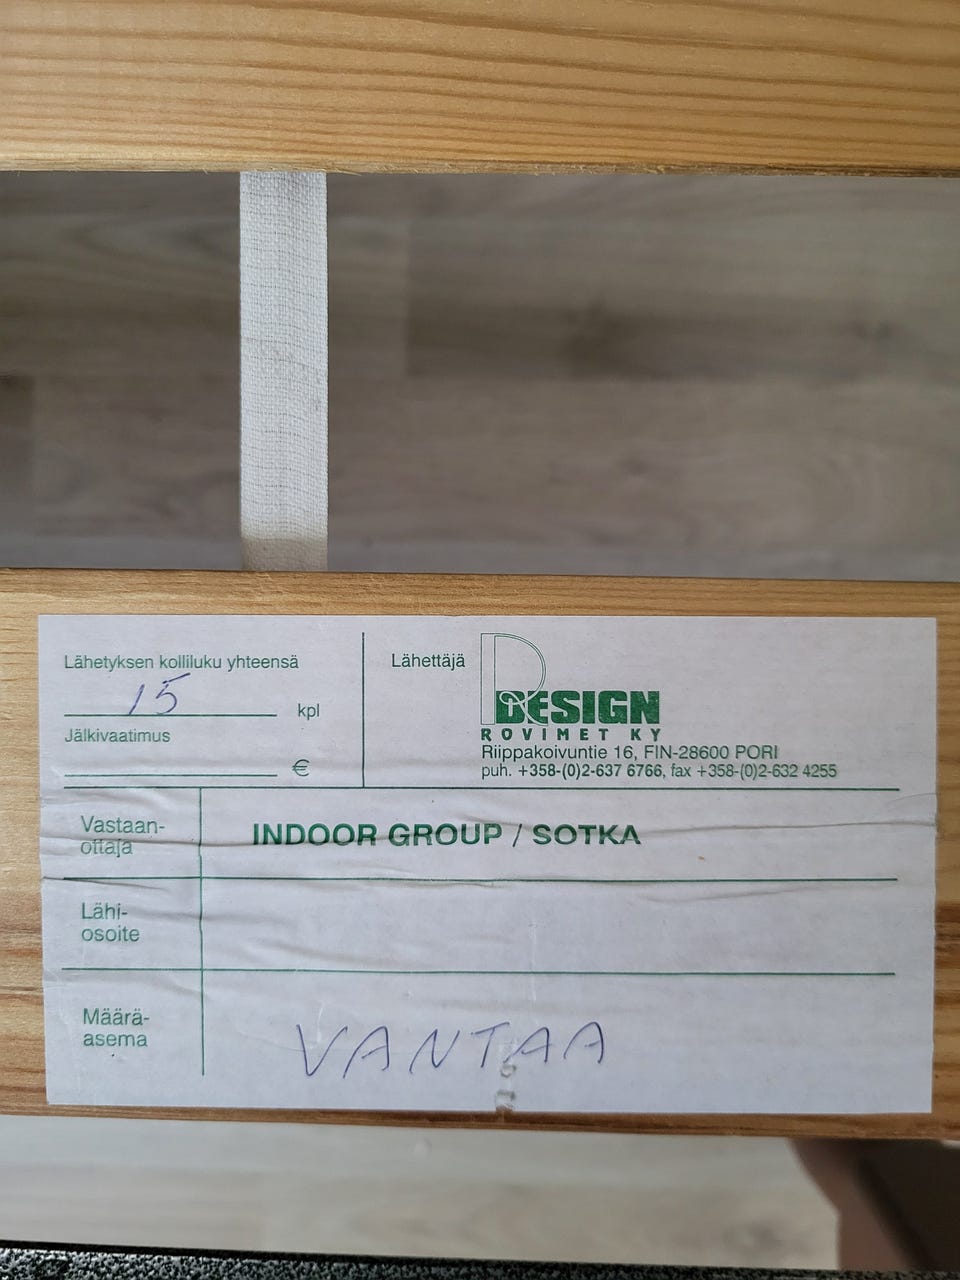 Lähetyksen kolliluku yhteensä
15 kpl
Jälkivaatimus
€
Lähettäjä
R DESIGN
ROVIMET KY
Riippakoivuntie 16, FIN-28600 PORI
puh. +358-(0)2-637 6766, fax +358-(0)2-632 4255
Vastaan-
ottaja
INDOOR GROUP / SOTKA
Lähi-
osoite
Määrä-
asema
VANTAA